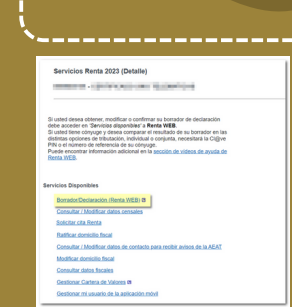 Servicios Renta 2023 (Detalle)
Si usted desea obtener, modificar o confirmar su borrador de declaración
debe acceder en 'Servicios disponibles' a Renta WEB.
Si usted tiene cónyuge y desea comparar el resultado de su borrador en las
distintas opciones de tributación, individual o conjunta, necesitará la Cl@ve
PIN o el número de referencia de su cónyuge.
Puede encontrar información adicional en la sección de vídeos de ayuda de
Renta WEB.
Servicios Disponibles
Borrador/Declaración (Renta WEB)
Consultar / Modificar datos censales
Solicitar cita Renta
Ratificar domicilio fiscal
Consultar / Modificar datos de contacto para recibir avisos de la AEAT
Modificar domicilio fiscal
Consultar datos fiscales
Gestionar Cartera de Valores
Gestionar mi usuario de la aplicación móvil